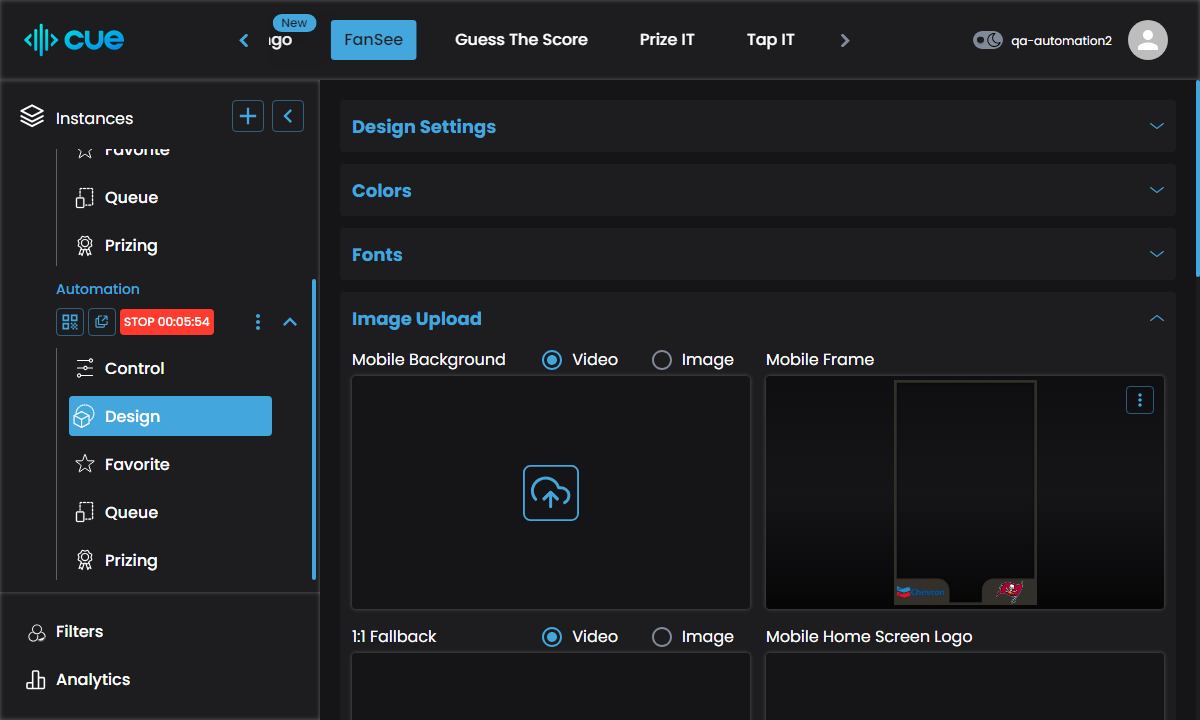 cue
New
ngo
FanSee
Guess The Score
Prize IT
Tap IT
qa-automation2
Instances
Favorite
Queue
Prizing
Automation
STOP 00:05:54
Control
Design
Favorite
Queue
Prizing
Filters
Analytics
Design Settings
Colors
Fonts
Image Upload
Mobile Background
Video
Image
Mobile Frame
Chevron
1:1 Fallback
Video
Image
Mobile Home Screen Logo